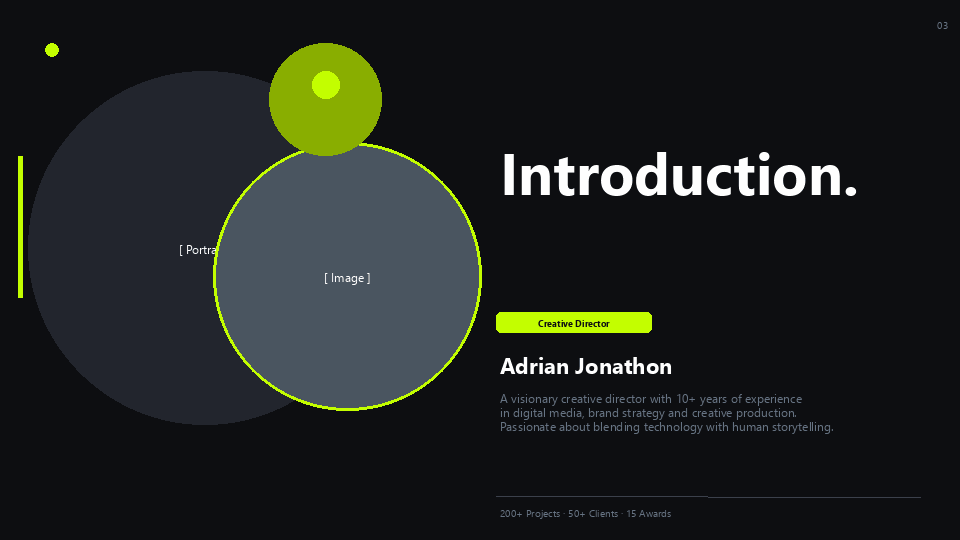 03
Introduction.
[ Portra
[ Image ]
Creative Director
Adrian Jonathon
A visionary creative director with 10+ years of experience
in digital media, brand strategy and creative production.
Passionate about blending technology with human storytelling.
200+ Projects · 50+ Clients · 15 Awards